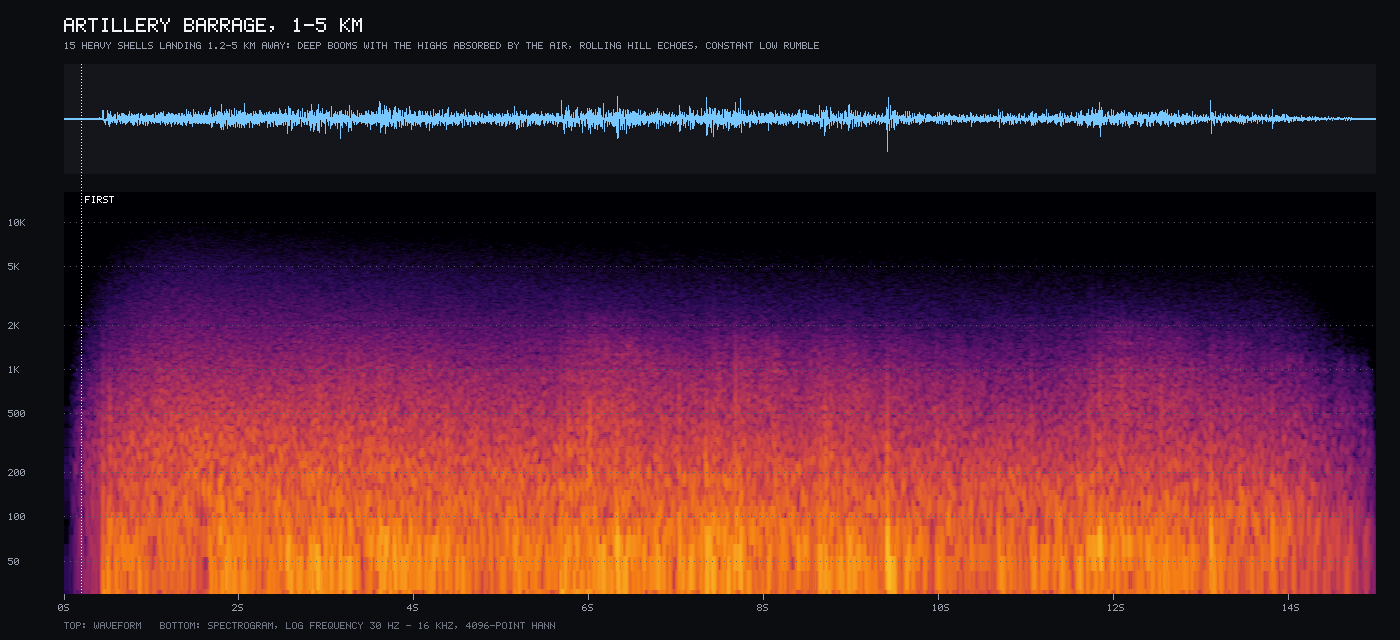 ARTILLERY BARRAGE, 1-5 KM
15 HEAVY SHELLS LANDING 1.2-5 KM AWAY: DEEP BOOMS WITH THE HIGHS ABSORBED BY THE AIR, ROLLING HILL ECHOES, CONSTANT LOW RUMBLE
FIRST
10K
5K
2K
1K
500
200
100
50
0S 2S 4S 6S 8S 10S 12S 14S
TOP: WAVEFORM BOTTOM: SPECTROGRAM, LOG FREQUENCY 30 HZ - 16 KHZ, 4096-POINT HANN